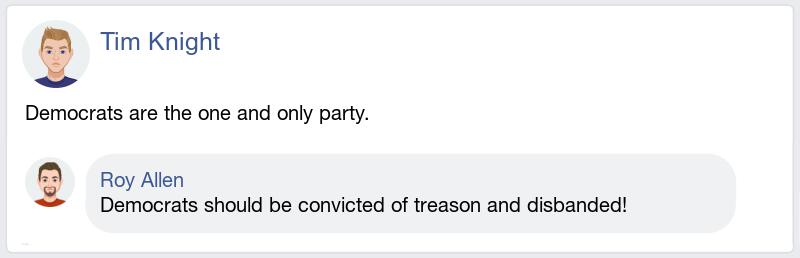 Tim Knight
Democrats are the one and only party.
Roy Allen
Democrats should be convicted of treason and disbanded!